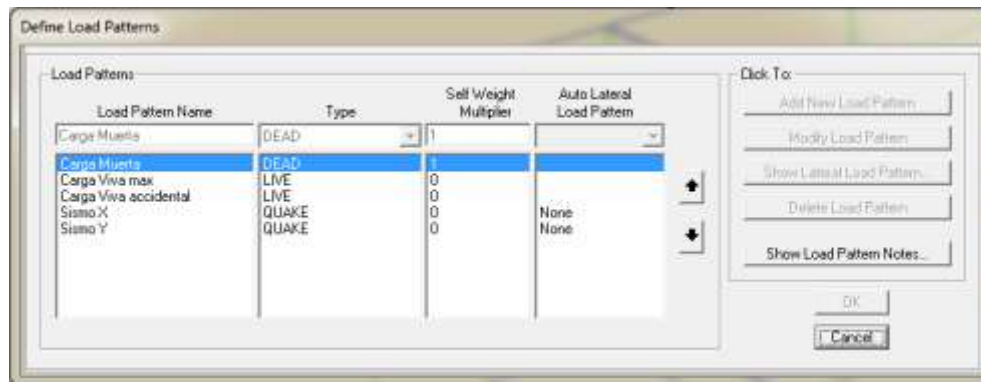 Define Load Patterns
Load Patterns
Click To:
Load Pattern Name Type Self Weight Multiplier Auto Lateral Load Pattern
Carga Muerta DEAD 1
Carga Muerta DEAD 1
Carga Viva max LIVE 0
Carga Viva accidental LIVE 0
Sismo X QUAKE 0 None
Sismo Y QUAKE 0 None
Add New Load Pattern
Modify Load Pattern
Show Lateral Load Pattern...
Delete Load Pattern
Show Load Pattern Notes...
OK
Cancel